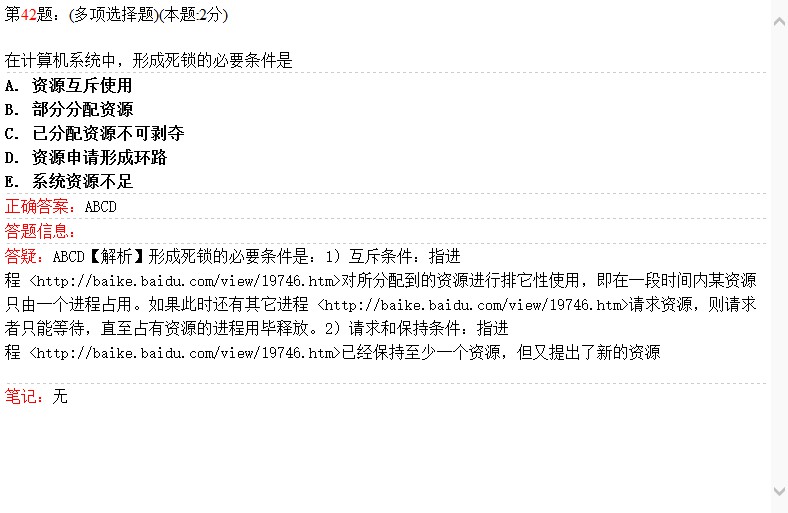 第42题：(多项选择题)(本题:2分)
在计算机系统中，形成死锁的必要条件是
A. 资源互斥使用
B. 部分分配资源
C. 已分配资源不可剥夺
D. 资源申请形成环路
E. 系统资源不足
正确答案：ABCD
答题信息：
答疑：ABCD【解析】形成死锁的必要条件是：1）互斥条件：指进
程 <http://baike.baidu.com/view/19746.htm>对所分配到的资源进行排它性使用，即在一段时间内某资源
只由一个进程占用。如果此时还有其它进程 <http://baike.baidu.com/view/19746.htm>请求资源，则请求
者只能等待，直至占有资源的进程用毕释放。2）请求和保持条件：指进
程 <http://baike.baidu.com/view/19746.htm>已经保持至少一个资源，但又提出了新的资源
笔记：无